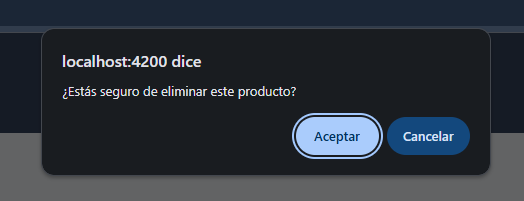 localhost:4200 dice
¿Estás seguro de eliminar este producto?
Aceptar Cancelar